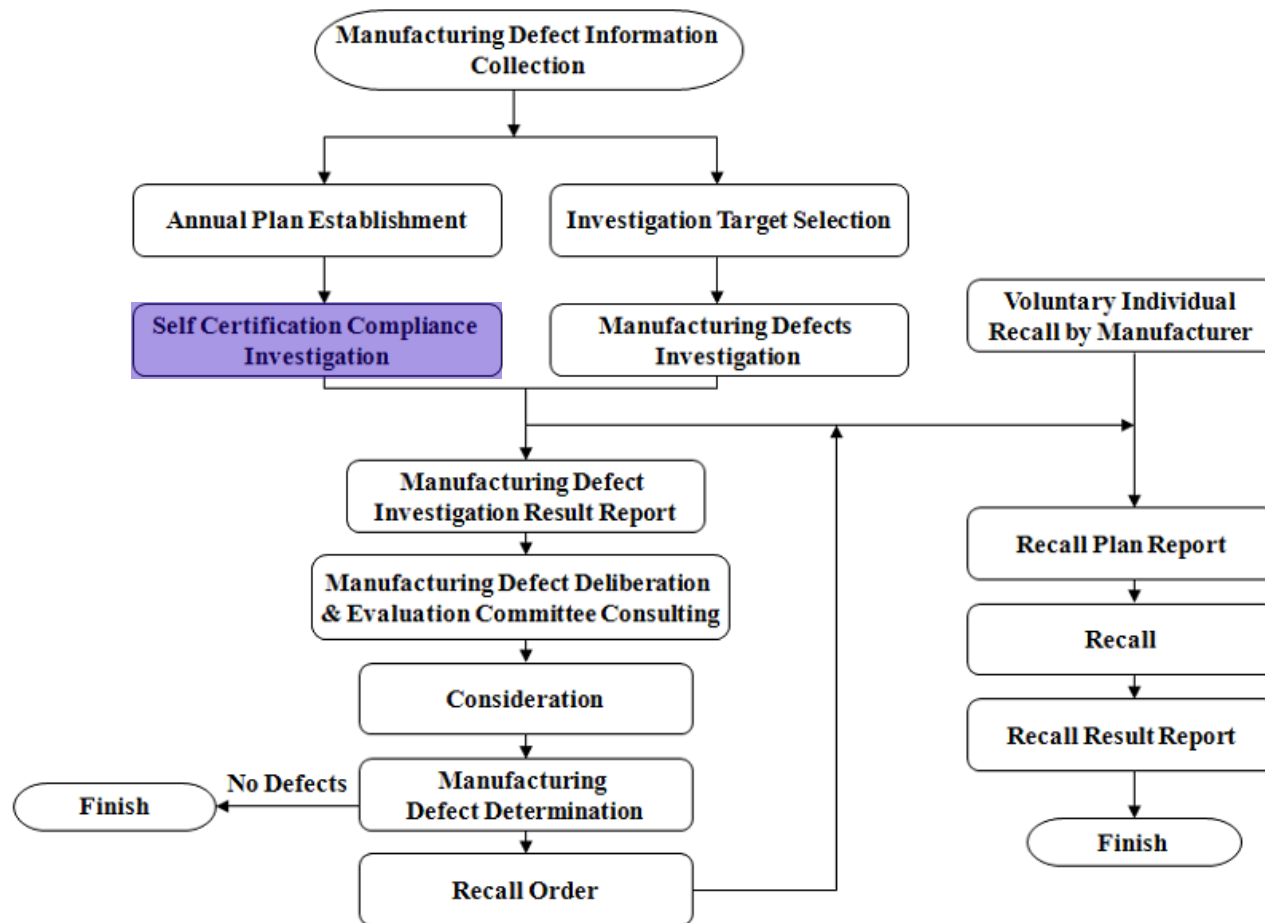 Manufacturing Defect Information
Collection
Annual Plan Establishment
Investigation Target Selection
Self Certification Compliance
Investigation
Manufacturing Defects
Investigation
Voluntary Individual
Recall by Manufacturer
Manufacturing Defect
Investigation Result Report
Manufacturing Defect Deliberation
& Evaluation Committee Consulting
Consideration
Manufacturing
Defect Determination
No Defects
Finish
Recall Order
Recall Plan Report
Recall
Recall Result Report
Finish